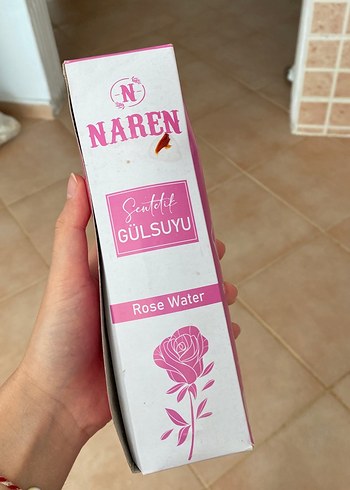 N
NAREN
Sentetik
GÜLSUYU
Rose Water